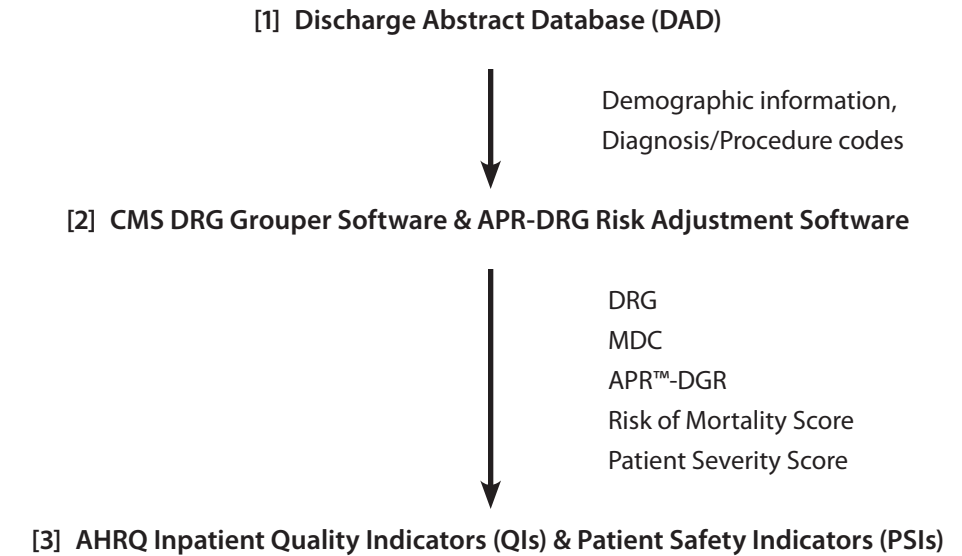 [1] Discharge Abstract Database (DAD)
Demographic information,
Diagnosis/Procedure codes
[2] CMS DRG Grouper Software & APR-DRG Risk Adjustment Software
DRG
MDC
APR™-DGR
Risk of Mortality Score
Patient Severity Score
[3] AHRQ Inpatient Quality Indicators (QIs) & Patient Safety Indicators (PSIs)